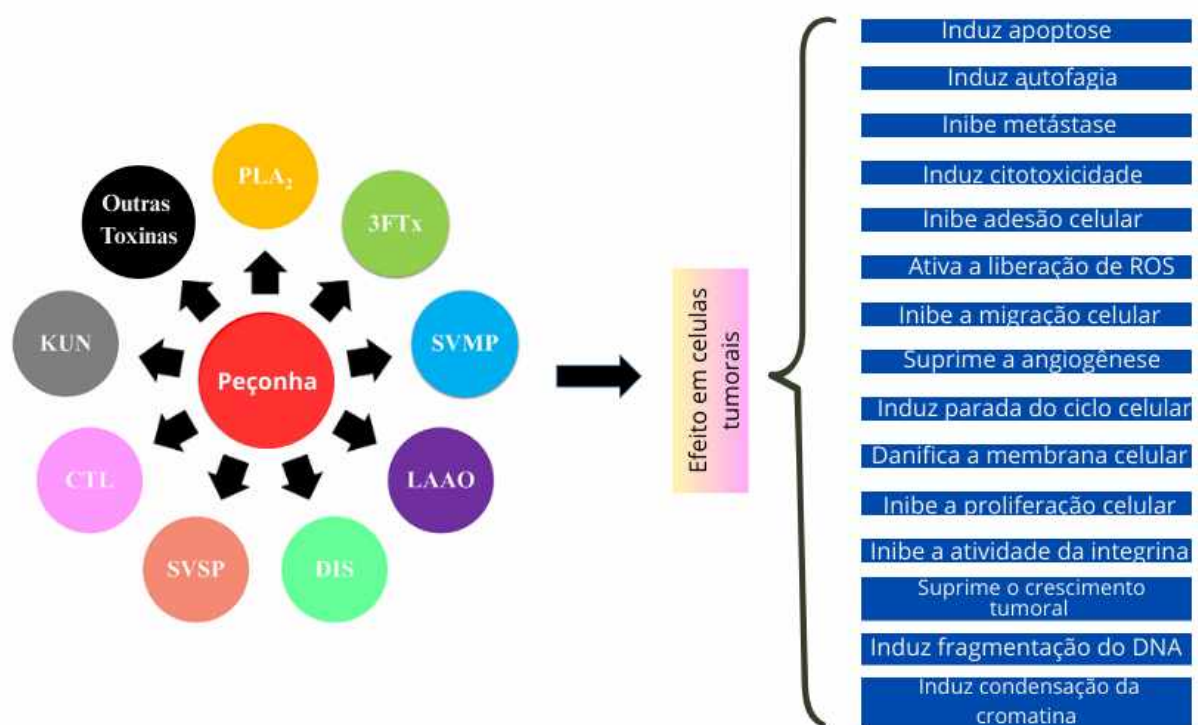 PLA₂
3FTx
SVMP
LAAO
DIS
SVSP
CTL
KUN
Outras
Toxinas
Peçonha
Efeito em celulas
tumorais
Induz apoptose
Induz autofagia
Inibe metástase
Induz citotoxicidade
Inibe adesão celular
Ativa a liberação de ROS
Inibe a migração celular
Suprime a angiogênese
Induz parada do ciclo celular
Danifica a membrana celular
Inibe a proliferação celular
Inibe a atividade da integrina
Suprime o crescimento
tumoral
Induz fragmentação do DNA
Induz condensação da
cromatina